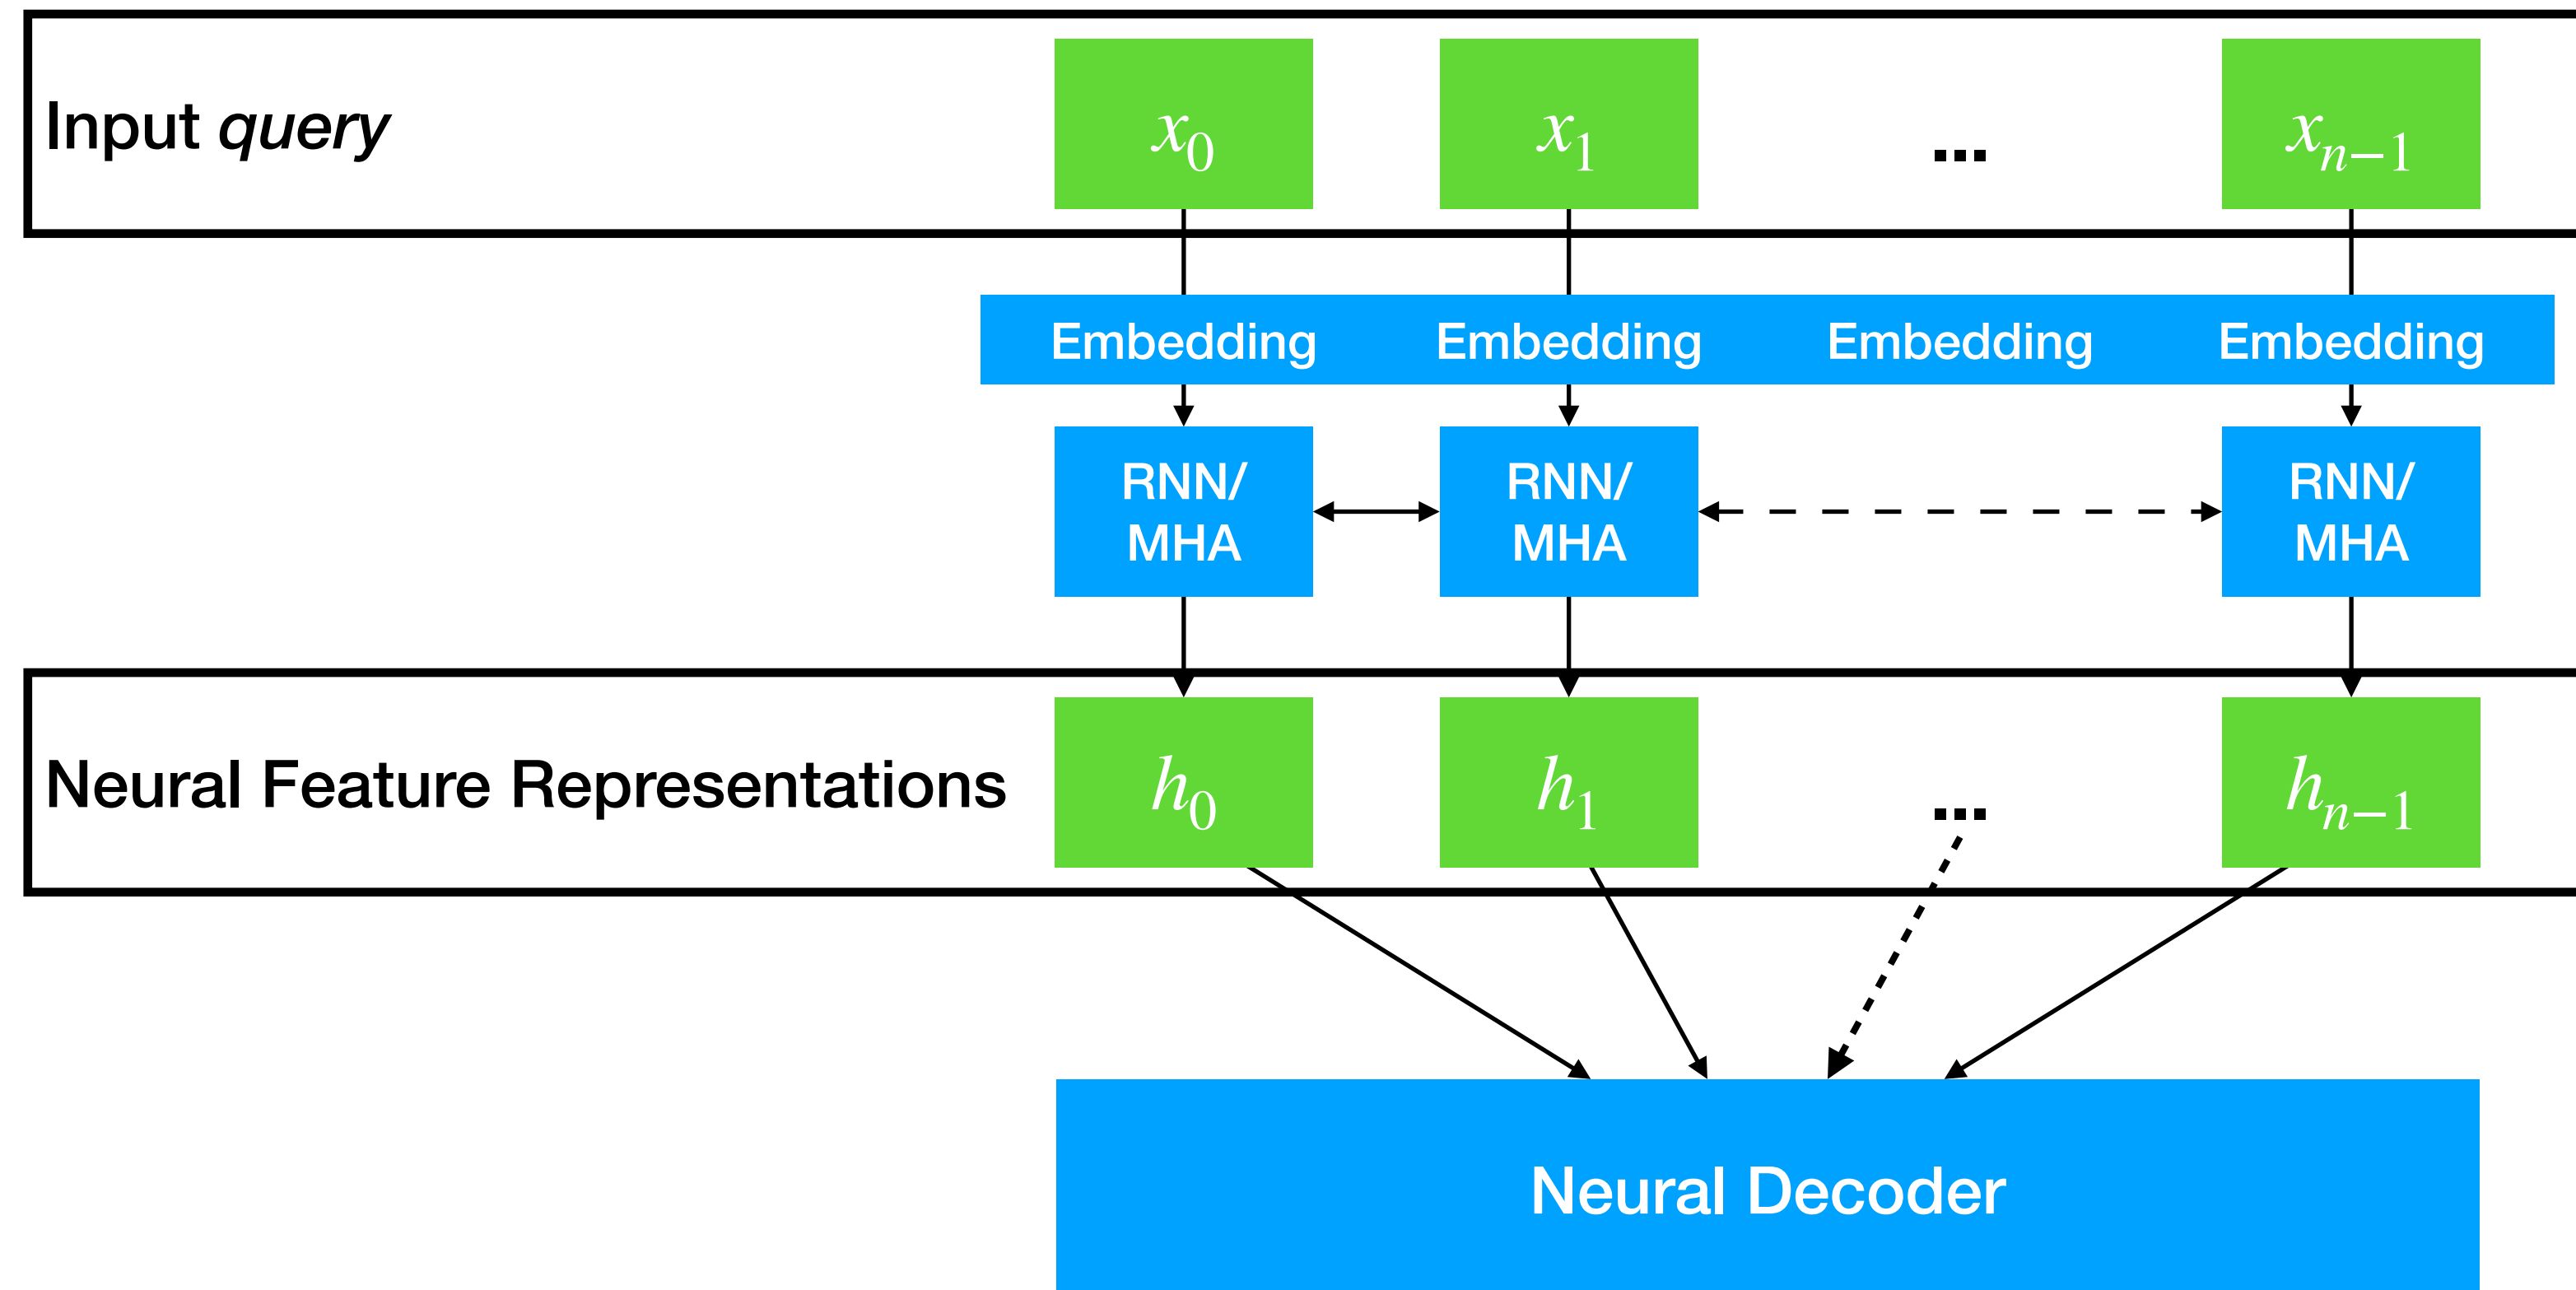 Input query x₀ x₁ ... xₙ₋₁
Embedding Embedding Embedding Embedding
RNN/ RNN/ RNN/
MHA MHA MHA
Neural Feature Representations h₀ h₁ ... hₙ₋₁
Neural Decoder